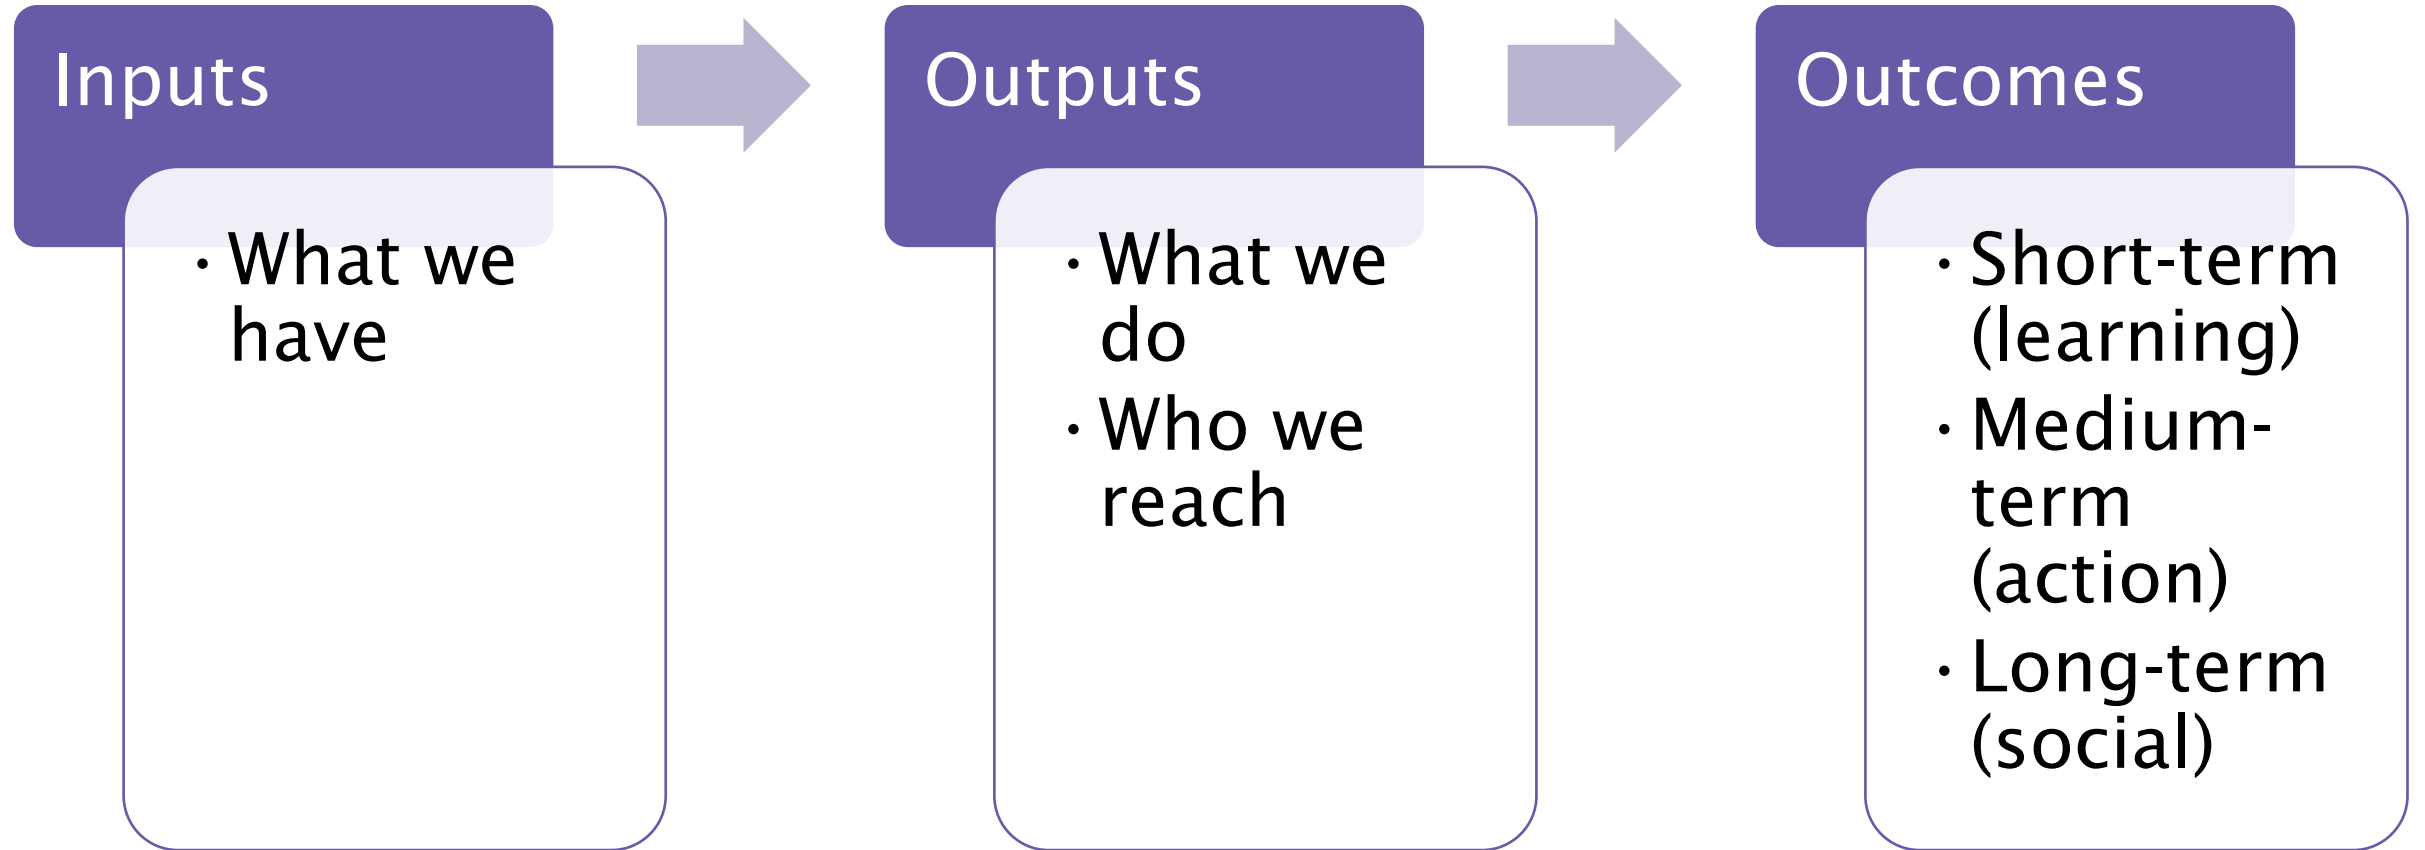 Inputs
· What we
have
Outputs
· What we
do
· Who we
reach
Outcomes
· Short-term
(learning)
· Medium-
term
(action)
· Long-term
(social)